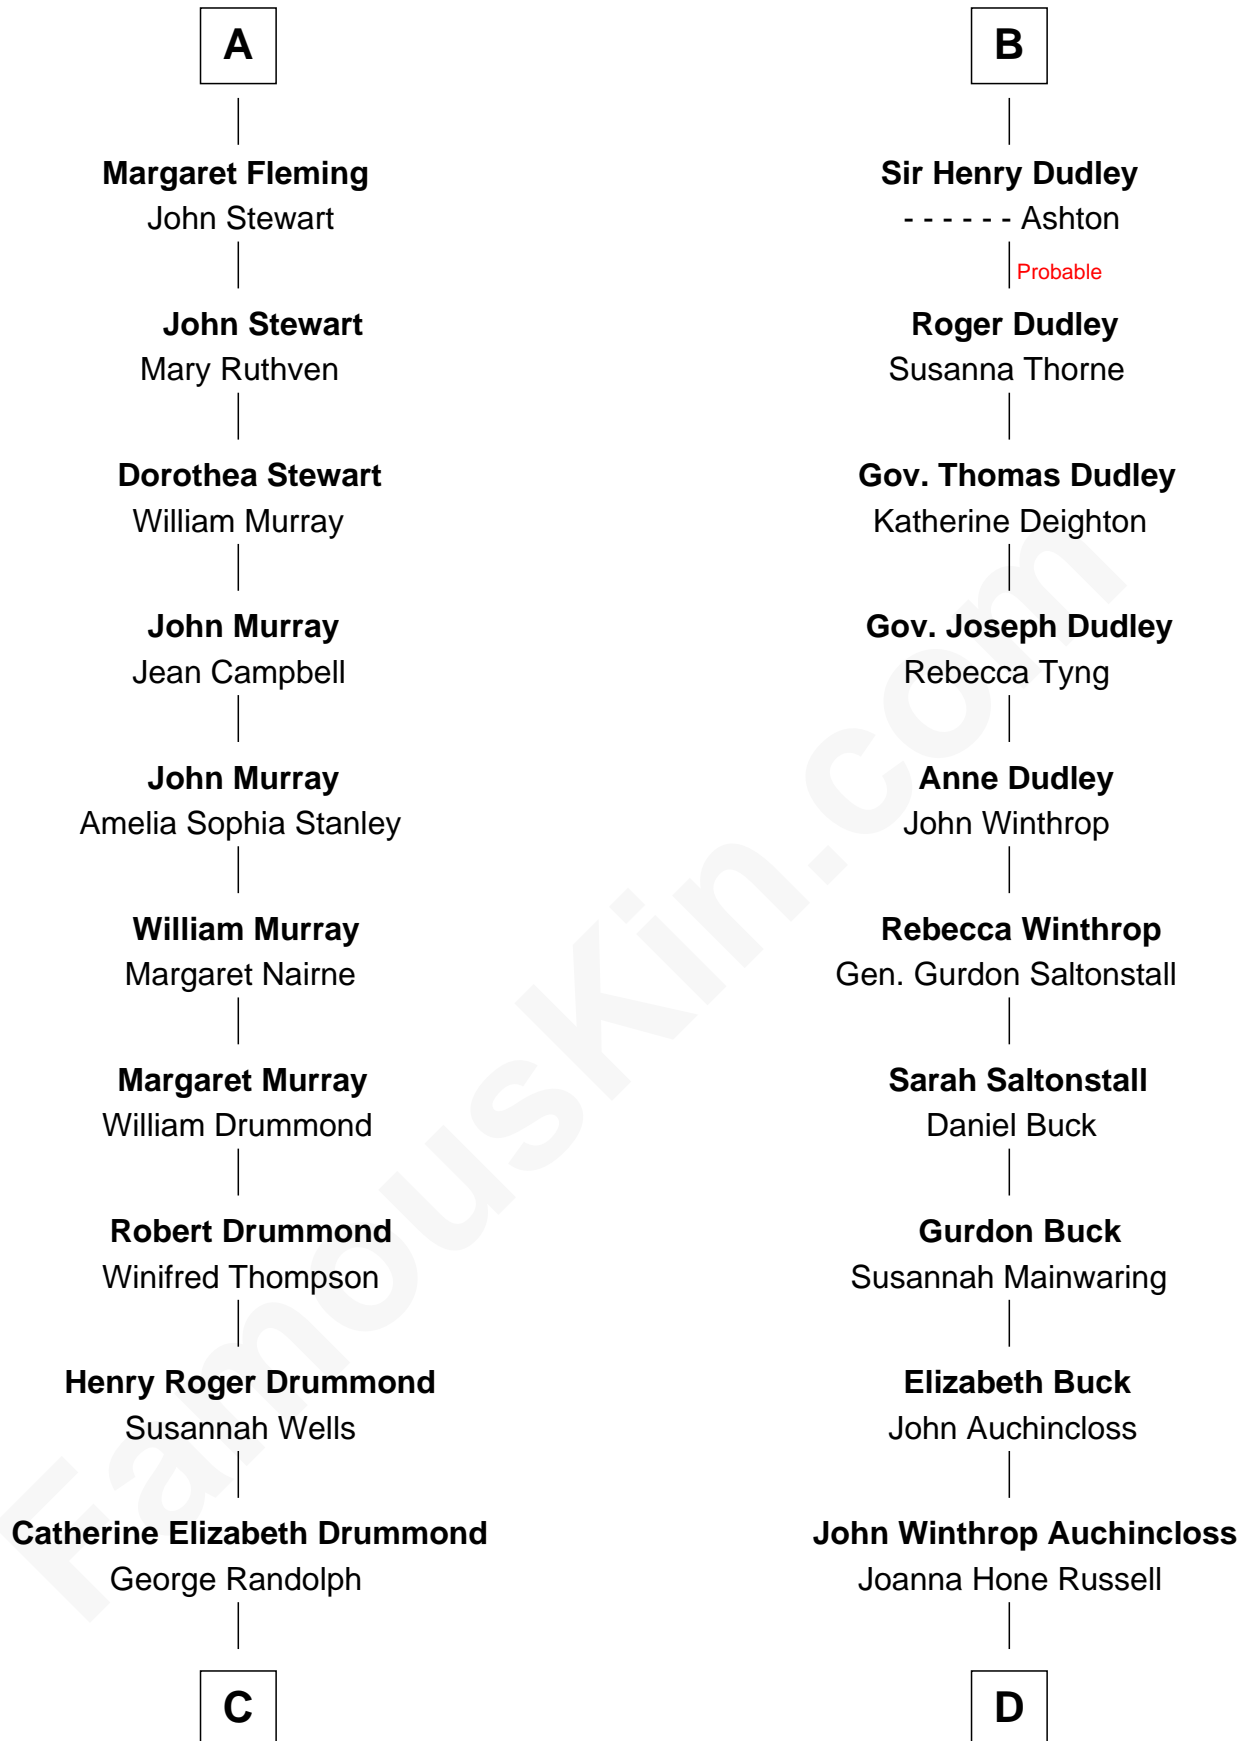 A
Margaret Fleming
John Stewart
John Stewart
Mary Ruthven
Dorothea Stewart
William Murray
John Murray
Jean Campbell
John Murray
Amelia Sophia Stanley
William Murray
Margaret Nairne
Margaret Murray
William Drummond
Robert Drummond
Winifred Thompson
Henry Roger Drummond
Susannah Wells
Catherine Elizabeth Drummond
George Randolph
C
B
Sir Henry Dudley
- - - - - - Ashton
Probable
Roger Dudley
Susanna Thorne
Gov. Thomas Dudley
Katherine Deighton
Gov. Joseph Dudley
Rebecca Tyng
Anne Dudley
John Winthrop
Rebecca Winthrop
Gen. Gurdon Saltonstall
Sarah Saltonstall
Daniel Buck
Gurdon Buck
Susannah Mainwaring
Elizabeth Buck
John Auchincloss
John Winthrop Auchincloss
Joanna Hone Russell
D
FamousKin.com